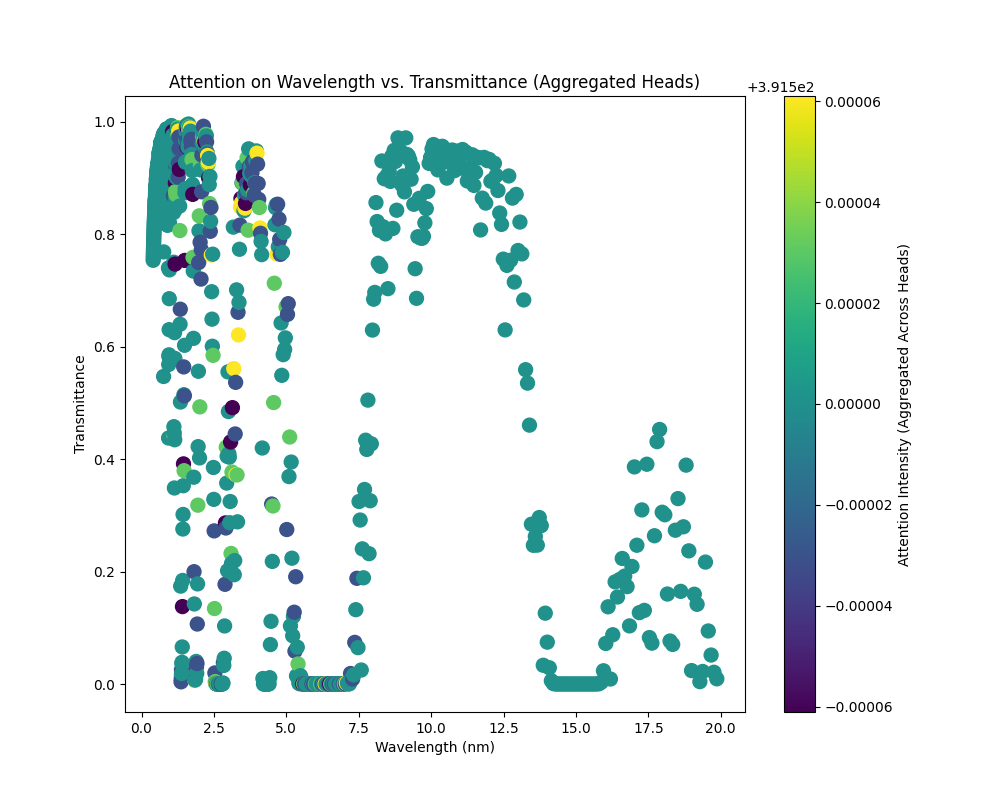 Attention on Wavelength vs. Transmittance (Aggregated Heads)
+3.915e2
1.0
0.8
0.6
0.4
0.2
0.0
Transmittance
0.0 2.5 5.0 7.5 10.0 12.5 15.0 17.5 20.0
Wavelength (nm)
0.00006
0.00004
0.00002
0.00000
−0.00002
−0.00004
−0.00006
Attention Intensity (Aggregated Across Heads)